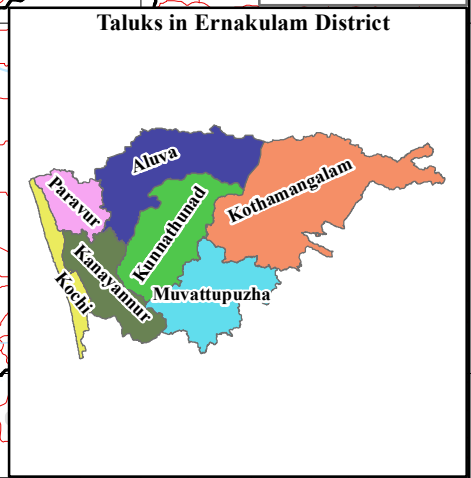 Taluks in Ernakulam District
Aluva
Paravur
Kothamangalam
Kunnathunad
Kanayannur
Kochi
Muvattupuzha